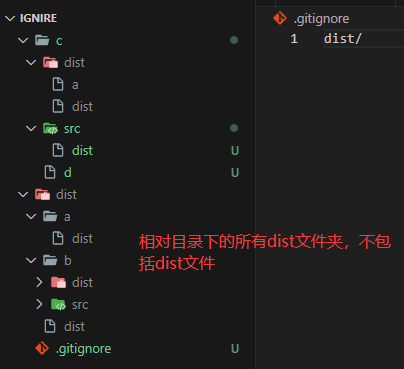 IGNIRE
c
dist
a
dist
src
dist
U
d
U
dist
a
dist
b
dist
src
dist
.gitignore
U
.gitignore
1 dist/
相对目录下的所有dist文件夹，不包
括dist文件